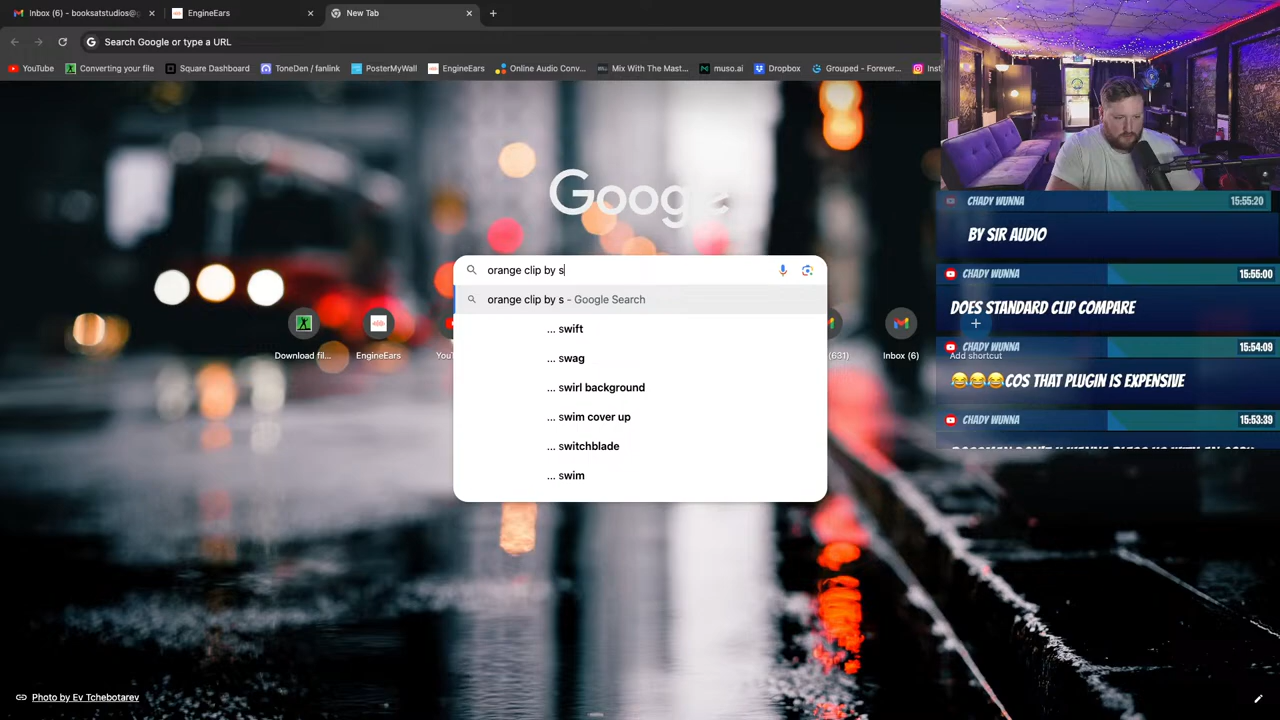 Inbox (6) - booksatstudios@
EngineEars
New Tab
Search Google or type a URL
YouTube
Converting your file
Square Dashboard
ToneDen / fanlink
PosterMyWall
EngineEars
Online Audio Conv...
Mix With The Mast...
muso.ai
Dropbox
Grouped - Forever...
Inst
Google
orange clip by s
orange clip by s - Google Search
... swift
... swag
... swirl background
... swim cover up
... switchblade
... swim
Download fil...
EngineEars
YouT
(631)
Inbox (6)
Add shortcut
CHADY WUNNA 15:55:20
BY SIR AUDIO
CHADY WUNNA 15:55:00
DOES STANDARD CLIP COMPARE
CHADY WUNNA 15:54:09
😂😂😂COS THAT PLUGIN IS EXPENSIVE
CHADY WUNNA 15:53:39
Photo by Ev Tchebotarev